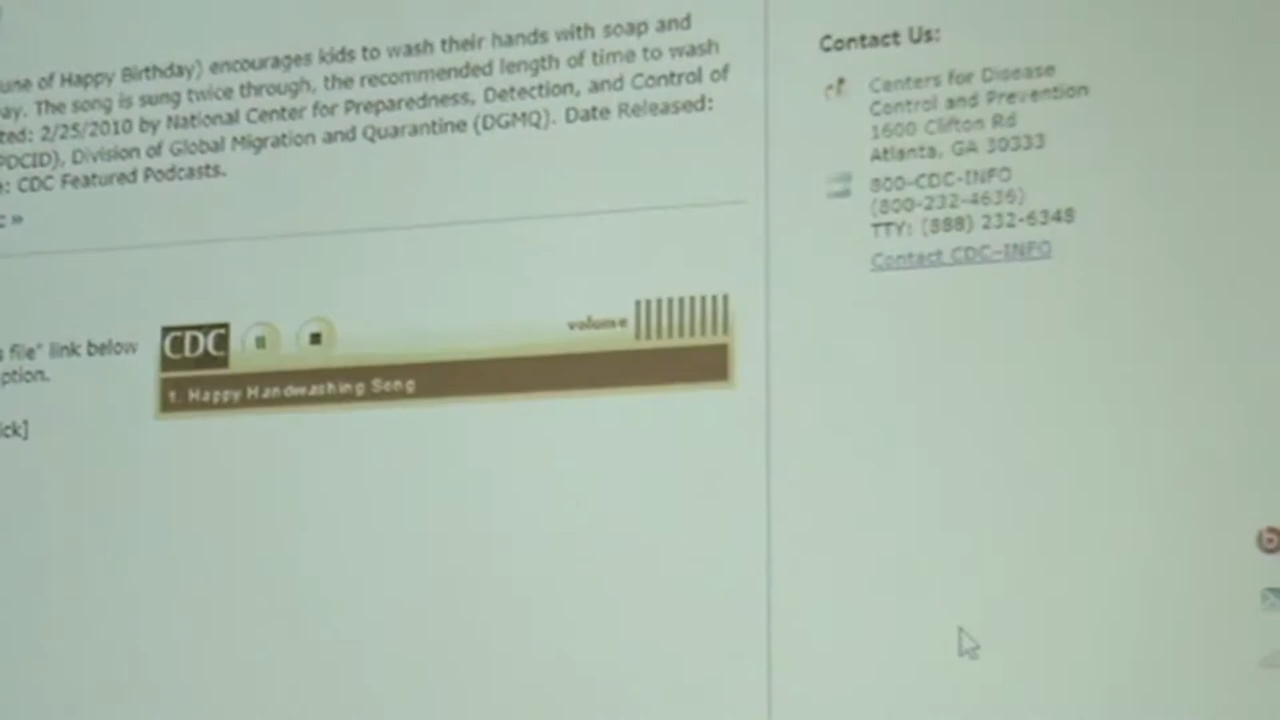 une of Happy Birthday) encourages kids to wash their hands with soap and
ay. The song is sung twice through, the recommended length of time to wash
ted: 2/25/2010 by National Center for Preparedness, Detection, and Control of
PDCID), Division of Global Migration and Quarantine (DGMQ). Date Released:
e: CDC Featured Podcasts.
c »
s file" link below
ption.
ick]
CDC
volume
1. Happy Handwashing Song
Contact Us:
Centers for Disease
Control and Prevention
1600 Clifton Rd
Atlanta, GA 30333
800-CDC-INFO
(800-232-4636)
TTY: (888) 232-6348
Contact CDC-INFO